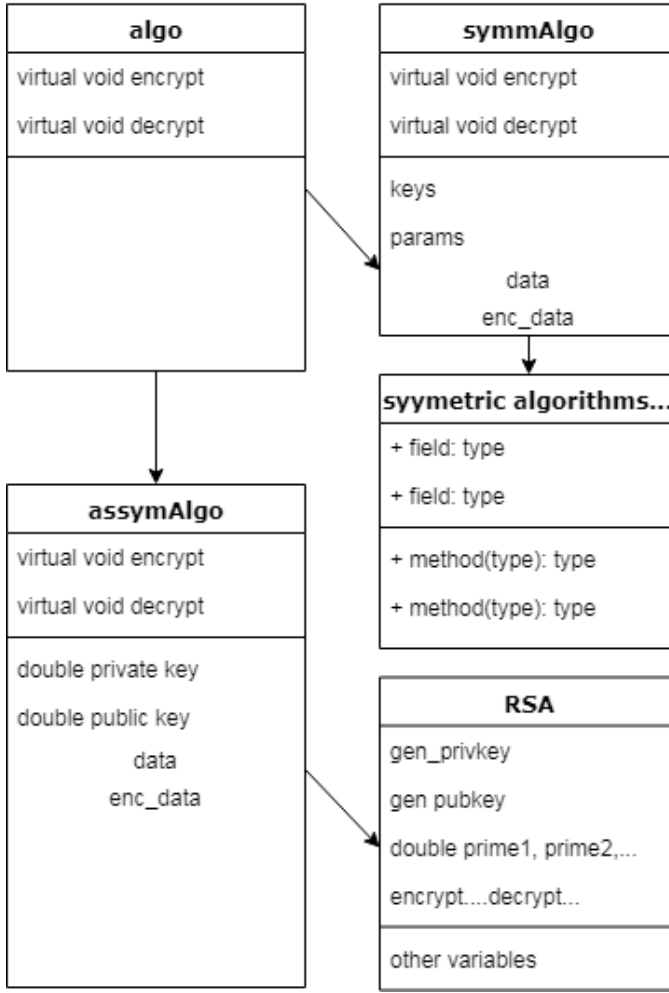 algo
virtual void encrypt
virtual void decrypt
symmAlgo
virtual void encrypt
virtual void decrypt
keys
params
data
enc_data
syymetric algorithms...
+ field: type
+ field: type
+ method(type): type
+ method(type): type
assymAlgo
virtual void encrypt
virtual void decrypt
double private key
double public key
data
enc_data
RSA
gen_privkey
gen pubkey
double prime1, prime2,...
encrypt....decrypt...
other variables